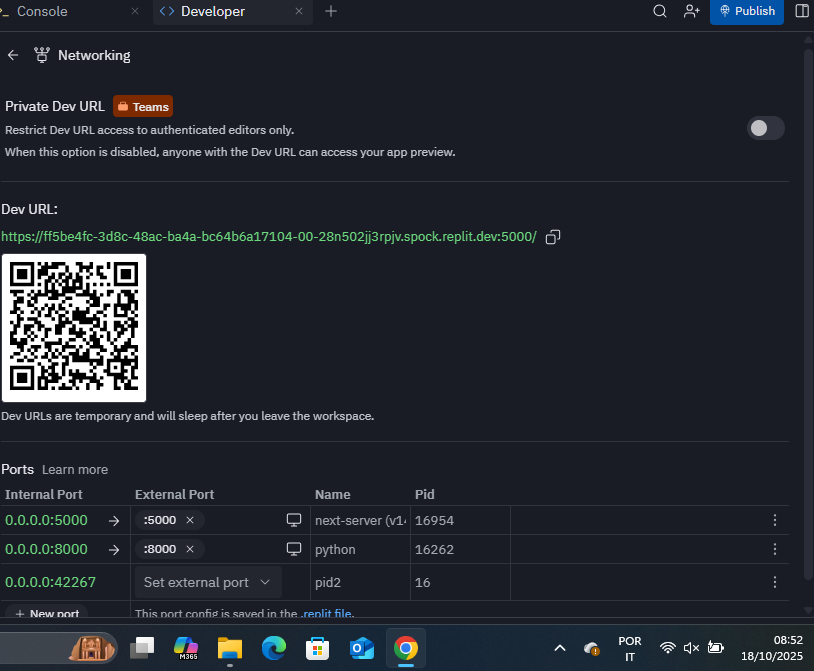 Console
Developer
Publish
Networking
Private Dev URL Teams
Restrict Dev URL access to authenticated editors only.
When this option is disabled, anyone with the Dev URL can access your app preview.
Dev URL:
https://ff5be4fc-3d8c-48ac-ba4a-bc64b6a17104-00-28n502jj3rpjv.spock.replit.dev:5000/
Dev URLs are temporary and will sleep after you leave the workspace.
Ports Learn more
Internal Port External Port Name Pid
0.0.0.0:5000 → :5000 × next-server (v14 16954
0.0.0.0:8000 → :8000 × python 16262
0.0.0.0:42267 Set external port pid2 16
+ New port This port config is saved in the .replit file.
M365
POR
IT
08:52
18/10/2025